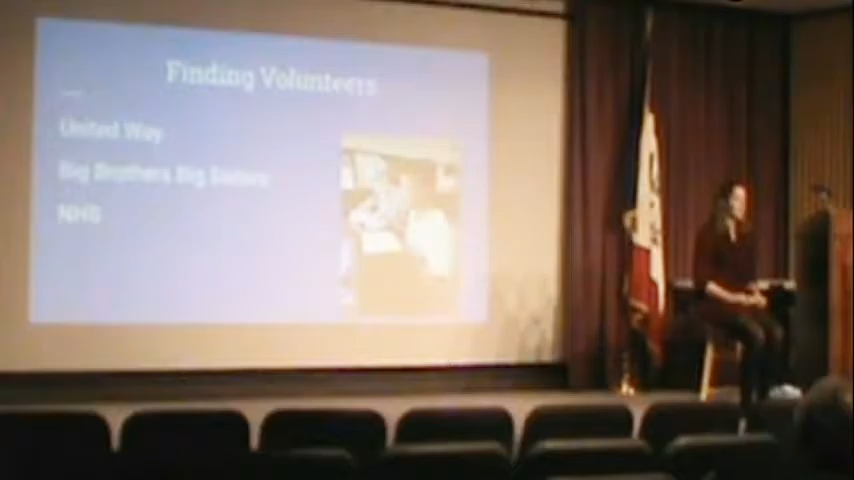 Finding Volunteers
United Way
Big Brothers Big Sisters
NHS